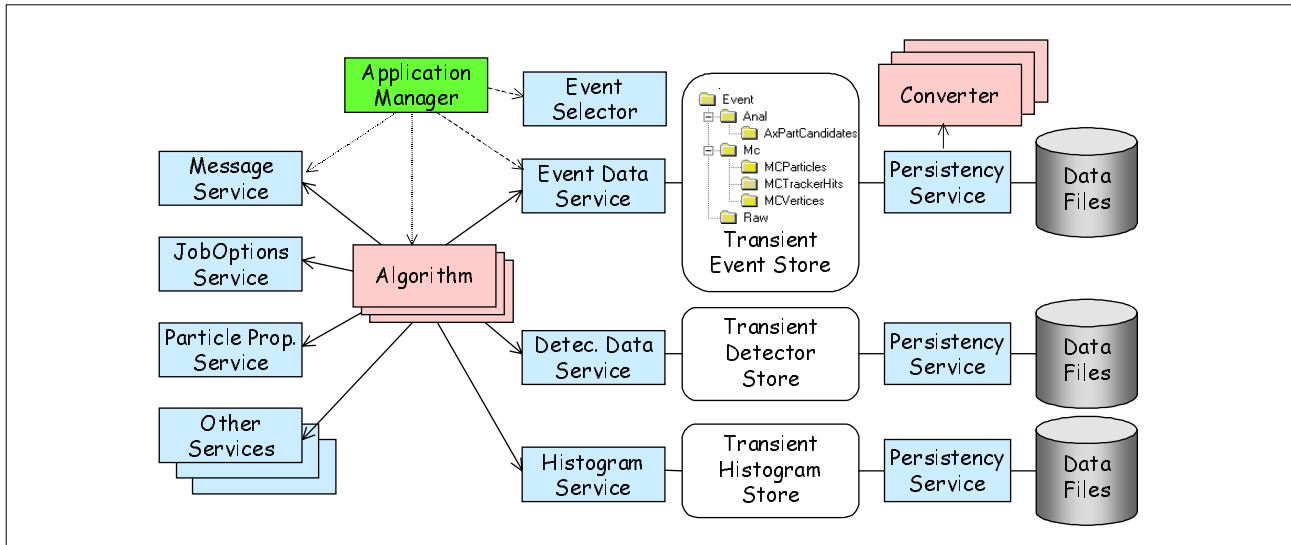 Application
Manager
Event
Selector
Event
Anal
AxPartCandidates
Mc
MCParticles
MCTrackerHits
MCVertices
Raw
Transient
Event Store
Converter
Message
Service
Event Data
Service
Persistency
Service
Data
Files
JobOptions
Service
Algorithm
Particle Prop.
Service
Detec. Data
Service
Transient
Detector
Store
Persistency
Service
Data
Files
Other
Services
Histogram
Service
Transient
Histogram
Store
Persistency
Service
Data
Files